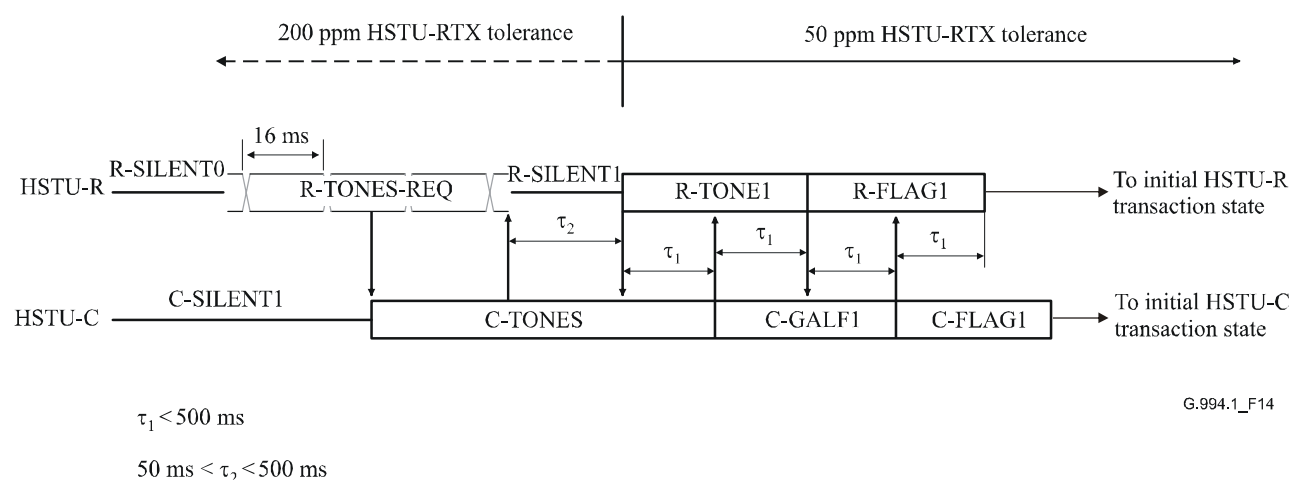 200 ppm HSTU-RTX tolerance
50 ppm HSTU-RTX tolerance
16 ms
HSTU-R
R-SILENT0
R-TONES-REQ
R-SILENT1
R-TONE1
R-FLAG1
To initial HSTU-R
transaction state
τ2
τ1
τ1
τ1
τ1
HSTU-C
C-SILENT1
C-TONES
C-GALF1
C-FLAG1
To initial HSTU-C
transaction state
τ1 < 500 ms
50 ms < τ2 < 500 ms
G.994.1_F14